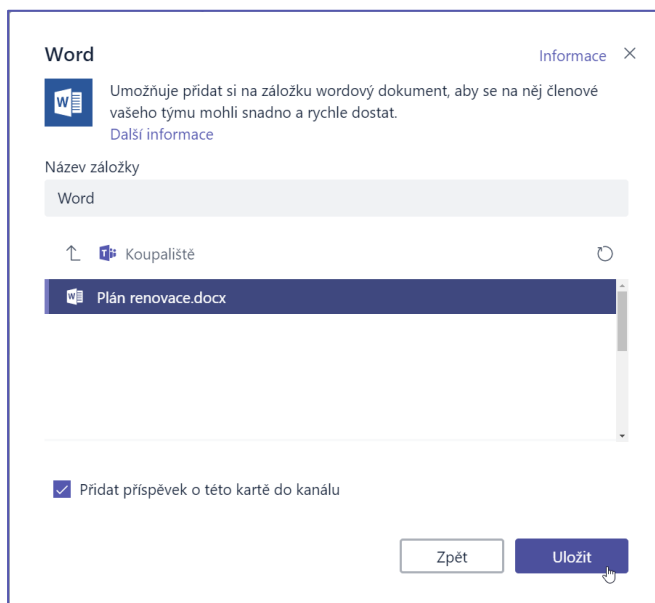 Word
Informace
Umožňuje přidat si na záložku wordový dokument, aby se na něj členové
vašeho týmu mohli snadno a rychle dostat.
Další informace
Název záložky
Word
Koupaliště
Plán renovace.docx
Přidat příspěvek o této kartě do kanálu
Zpět
Uložit